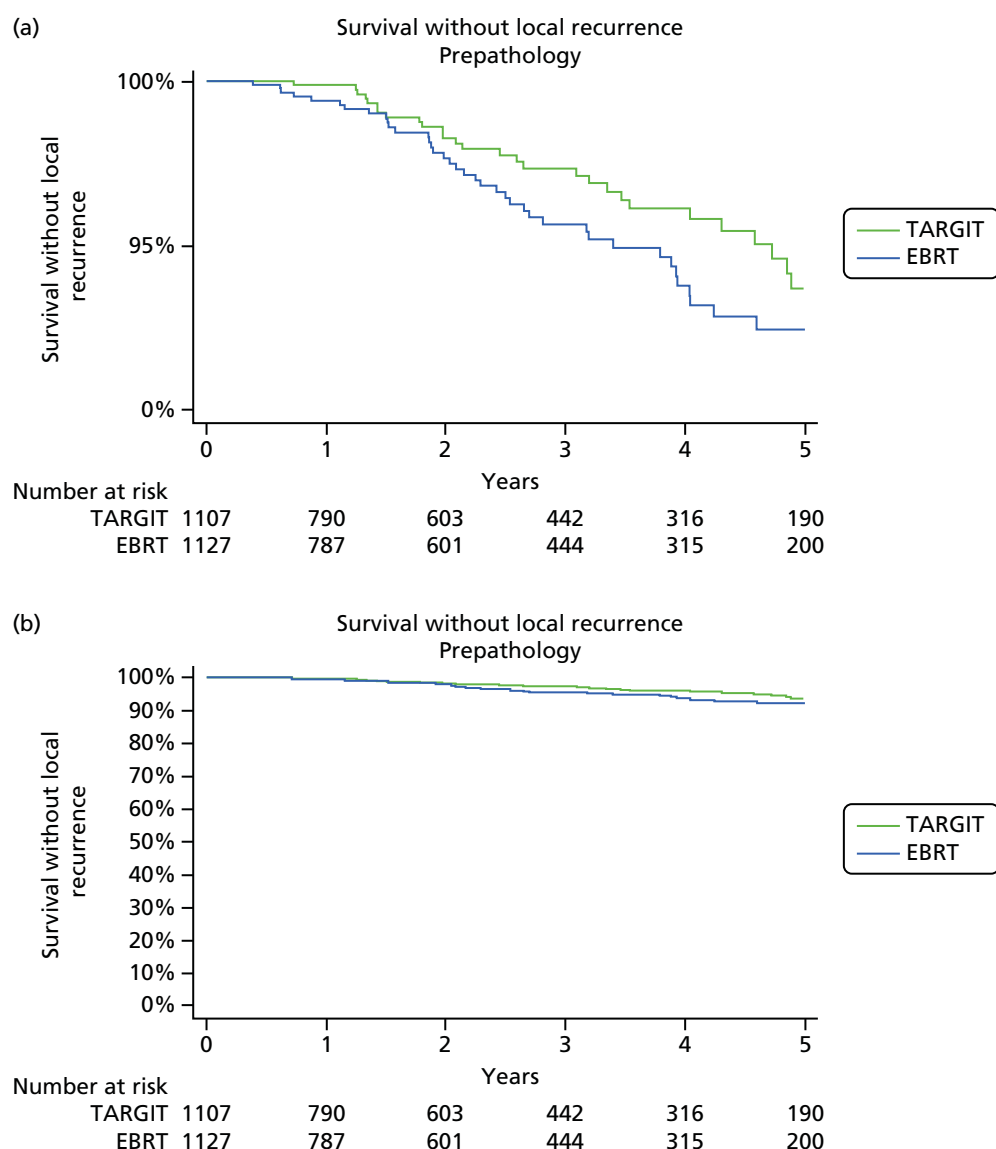 (a)
Survival without local recurrence
Prepathology
100%
95%
0%
Survival without local
recurrence
TARGIT
EBRT
0 1 2 3 4 5
Years
Number at risk
TARGIT 1107 790 603 442 316 190
EBRT 1127 787 601 444 315 200
(b)
Survival without local recurrence
Prepathology
100%
90%
80%
70%
60%
50%
40%
30%
20%
10%
0%
Survival without local
recurrence
TARGIT
EBRT
0 1 2 3 4 5
Years
Number at risk
TARGIT 1107 790 603 442 316 190
EBRT 1127 787 601 444 315 200